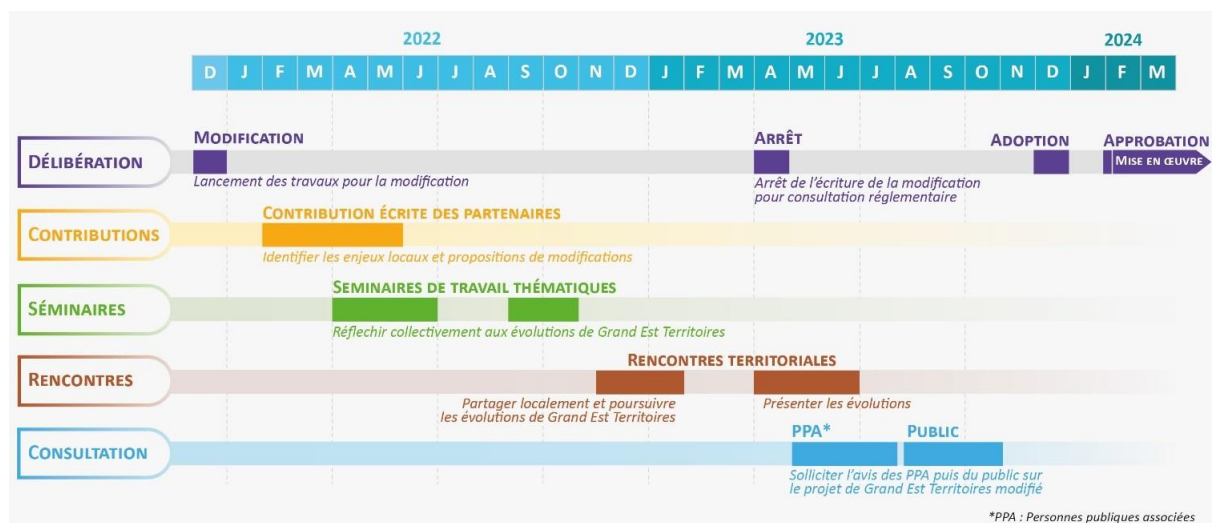 2022 2023 2024
D J F M A M J J A S O N D J F M A M J J A S O N D J F M
DÉLIBÉRATION
MODIFICATION
Lancement des travaux pour la modification
ARRÊT
Arrêt de l'écriture de la modification
pour consultation réglementaire
ADOPTION
APPROBATION
MISE EN ŒUVRE
CONTRIBUTIONS
CONTRIBUTION ÉCRITE DES PARTENAIRES
Identifier les enjeux locaux et propositions de modifications
SÉMINAIRES
SEMINAIRES DE TRAVAIL THÉMATIQUES
Réflechir collectivement aux évolutions de Grand Est Territoires
RENCONTRES
RENCONTRES TERRITORIALES
Partager localement et poursuivre
les évolutions de Grand Est Territoires
Présenter les évolutions
CONSULTATION
PPA*
PUBLIC
Solliciter l'avis des PPA puis du public sur
le projet de Grand Est Territoires modifié
*PPA : Personnes publiques associées